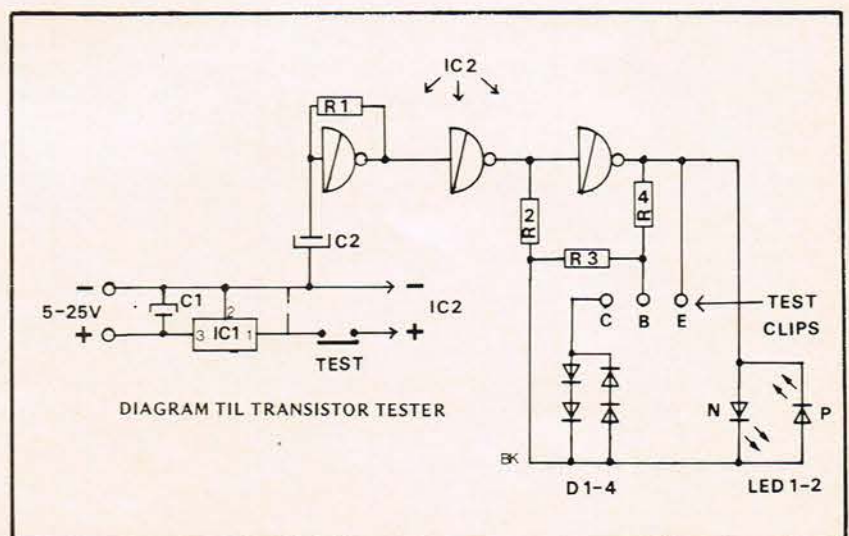 IC2
R1
R2
R4
C2
R3
C1
5-25V
- +
2
3 IC1 1
- +
IC2
TEST
C B E
TEST
CLIPS
DIAGRAM TIL TRANSISTOR TESTER
N P
BK
D1-4
LED 1-2